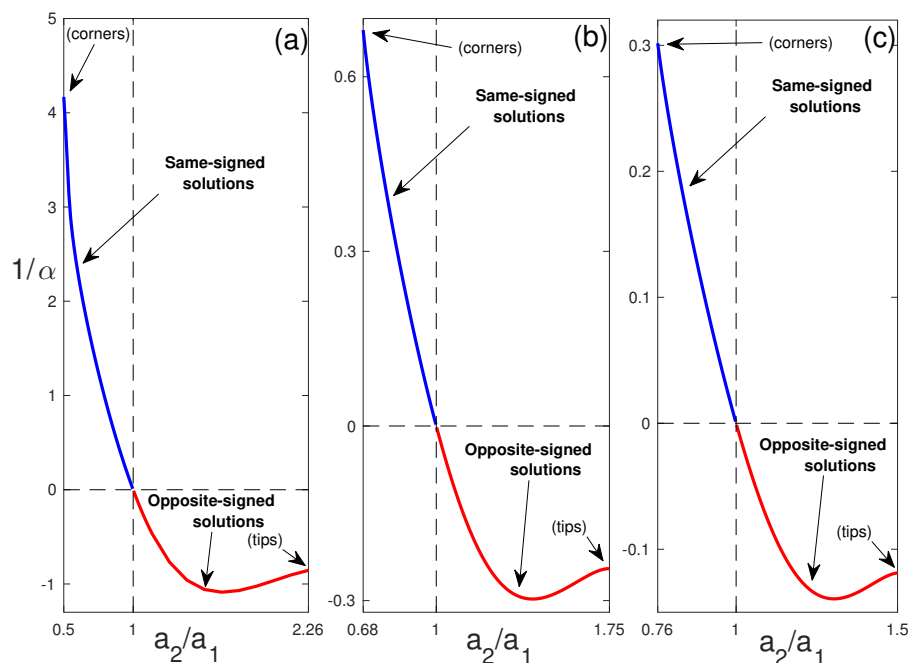 (a)
(corners)
Same-signed
solutions
Opposite-signed
solutions
(tips)
1/α
5
4
3
2
1
0
-1
0.5
1
2.26
a2/a1
(b)
(corners)
Same-signed
solutions
Opposite-signed
solutions
(tips)
0.6
0.3
0
-0.3
0.68
1
1.75
a2/a1
(c)
(corners)
Same-signed
solutions
Opposite-signed
solutions
(tips)
0.3
0.2
0.1
0
-0.1
0.76
1
1.5
a2/a1